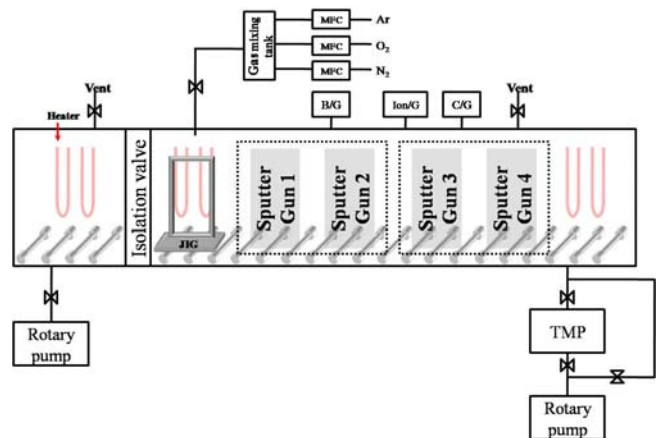 Gas mixing
tank
MFC
Ar
MFC
O2
MFC
N2
Vent
Heater
B/G
Ion/G
C/G
Vent
Isolation valve
JIG
Sputter
Gun 1
Sputter
Gun 2
Sputter
Gun 3
Sputter
Gun 4
Rotary
pump
TMP
Rotary
pump